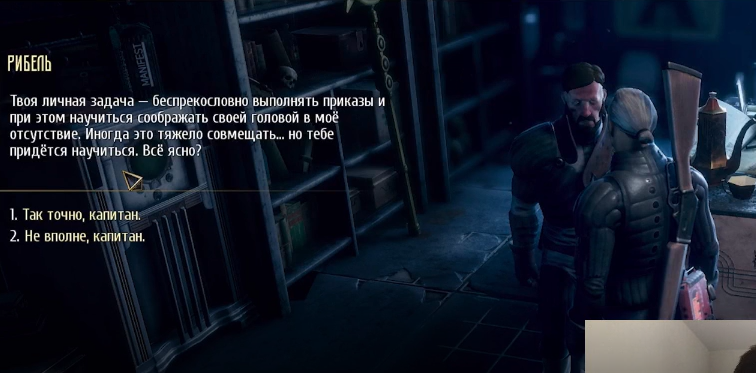 РИБЕЛЬ
MANIFEST
Твоя личная задача — беспрекословно выполнять приказы и
при этом научиться соображать своей головой в моё
отсутствие. Иногда это тяжело совмещать... но тебе
придётся научиться. Всё ясно?
1. Так точно, капитан.
2. Не вполне, капитан.